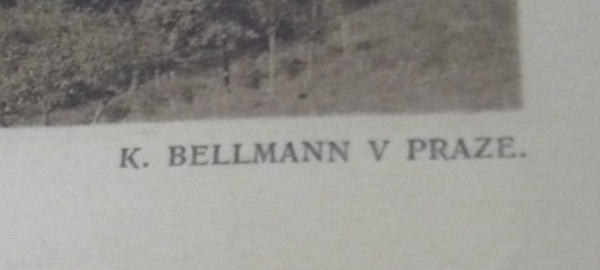 K. BELLMANN V PRAZE.